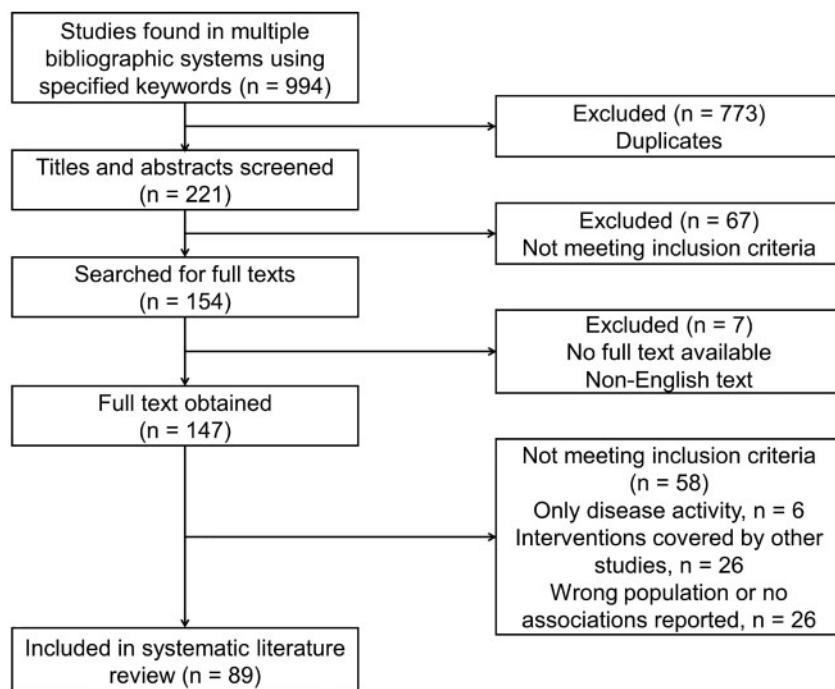 Studies found in multiple
bibliographic systems using
specified keywords (n = 994)
Excluded (n = 773)
Duplicates
Titles and abstracts screened
(n = 221)
Excluded (n = 67)
Not meeting inclusion criteria
Searched for full texts
(n = 154)
Excluded (n = 7)
No full text available
Non-English text
Full text obtained
(n = 147)
Not meeting inclusion criteria
(n = 58)
Only disease activity, n = 6
Interventions covered by other
studies, n = 26
Wrong population or no
associations reported, n = 26
Included in systematic literature
review (n = 89)